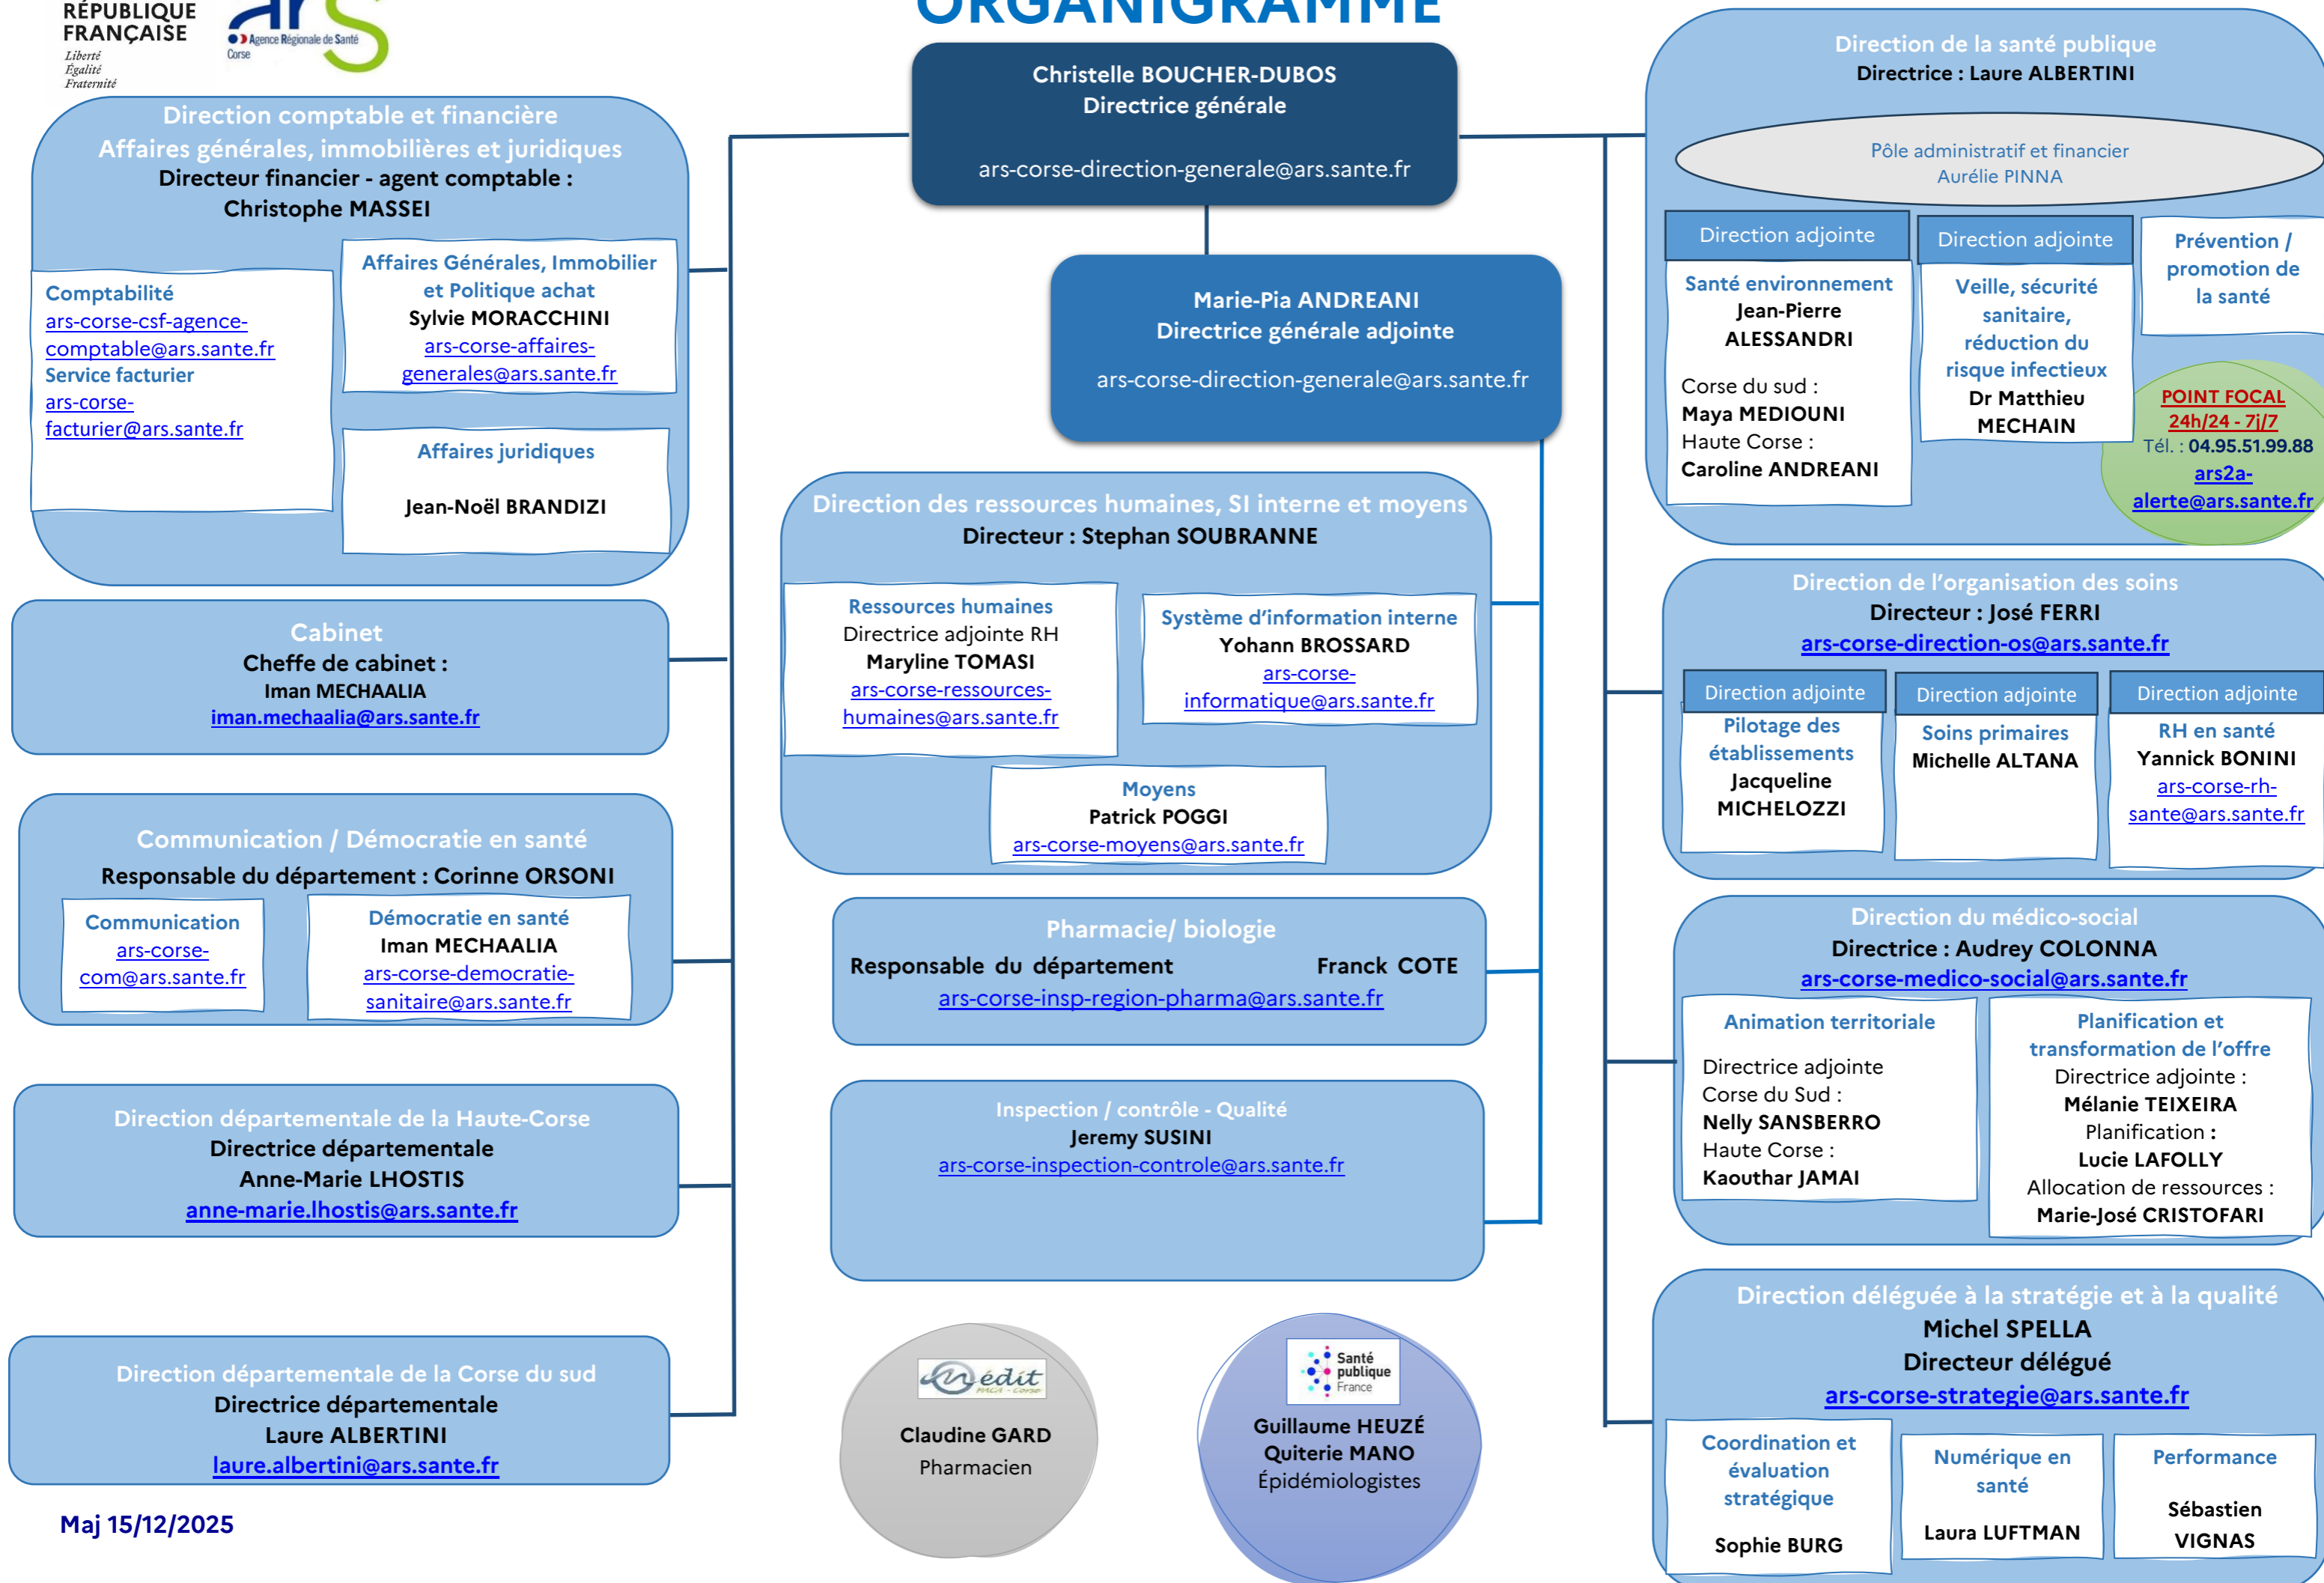 RÉPUBLIQUE
FRANÇAISE
Liberté
Égalité
Fraternité
ars
Agence Régionale de Santé
Corse
ORGANIGRAMME
Christelle BOUCHER-DUBOS
Directrice générale
ars-corse-direction-generale@ars.sante.fr
Marie-Pia ANDREANI
Directrice générale adjointe
ars-corse-direction-generale@ars.sante.fr
Direction comptable et financière
Affaires générales, immobilières et juridiques
Directeur financier - agent comptable :
Christophe MASSEI
Comptabilité
ars-corse-csf-agence-
comptable@ars.sante.fr
Service facturier
ars-corse-
facturier@ars.sante.fr
Affaires Générales, Immobilier
et Politique achat
Sylvie MORACCHINI
ars-corse-affaires-
generales@ars.sante.fr
Affaires juridiques
Jean-Noël BRANDIZI
Cabinet
Cheffe de cabinet :
Iman MECHAALIA
iman.mechaalia@ars.sante.fr
Communication / Démocratie en santé
Responsable du département : Corinne ORSONI
Communication
ars-corse-
com@ars.sante.fr
Démocratie en santé
Iman MECHAALIA
ars-corse-democratie-
sanitaire@ars.sante.fr
Direction départementale de la Haute-Corse
Directrice départementale
Anne-Marie LHOSTIS
anne-marie.lhostis@ars.sante.fr
Direction départementale de la Corse du sud
Directrice départementale
Laure ALBERTINI
laure.albertini@ars.sante.fr
Maj 15/12/2025
Direction des ressources humaines, SI interne et moyens
Directeur : Stephan SOUBRANNE
Ressources humaines
Directrice adjointe RH
Maryline TOMASI
ars-corse-ressources-
humaines@ars.sante.fr
Système d'information interne
Yohann BROSSARD
ars-corse-
informatique@ars.sante.fr
Moyens
Patrick POGGI
ars-corse-moyens@ars.sante.fr
Pharmacie/ biologie
Responsable du département Franck COTE
ars-corse-insp-region-pharma@ars.sante.fr
Inspection / contrôle - Qualité
Jeremy SUSINI
ars-corse-inspection-controle@ars.sante.fr
Omédit
PACA - Corse
Claudine GARD
Pharmacien
Santé
publique
France
Guillaume HEUZÉ
Quiterie MANO
Épidémiologistes
Direction de la santé publique
Directrice : Laure ALBERTINI
Pôle administratif et financier
Aurélie PINNA
Direction adjointe
Santé environnement
Jean-Pierre
ALESSANDRI
Corse du sud :
Maya MEDIOUNI
Haute Corse :
Caroline ANDREANI
Direction adjointe
Veille, sécurité
sanitaire,
réduction du
risque infectieux
Dr Matthieu
MECHAIN
Prévention /
promotion de
la santé
POINT FOCAL
24h/24 - 7j/7
Tél. : 04.95.51.99.88
ars2a-
alerte@ars.sante.fr
Direction de l'organisation des soins
Directeur : José FERRI
ars-corse-direction-os@ars.sante.fr
Direction adjointe
Pilotage des
établissements
Jacqueline
MICHELOZZI
Direction adjointe
Soins primaires
Michelle ALTANA
Direction adjointe
RH en santé
Yannick BONINI
ars-corse-rh-
sante@ars.sante.fr
Direction du médico-social
Directrice : Audrey COLONNA
ars-corse-medico-social@ars.sante.fr
Animation territoriale
Directrice adjointe
Corse du Sud :
Nelly SANSBERRO
Haute Corse :
Kaouthar JAMAI
Planification et
transformation de l'offre
Directrice adjointe :
Mélanie TEIXEIRA
Planification :
Lucie LAFOLLY
Allocation de ressources :
Marie-José CRISTOFARI
Direction déléguée à la stratégie et à la qualité
Michel SPELLA
Directeur délégué
ars-corse-strategie@ars.sante.fr
Coordination et
évaluation
stratégique
Sophie BURG
Numérique en
santé
Laura LUFTMAN
Performance
Sébastien
VIGNAS